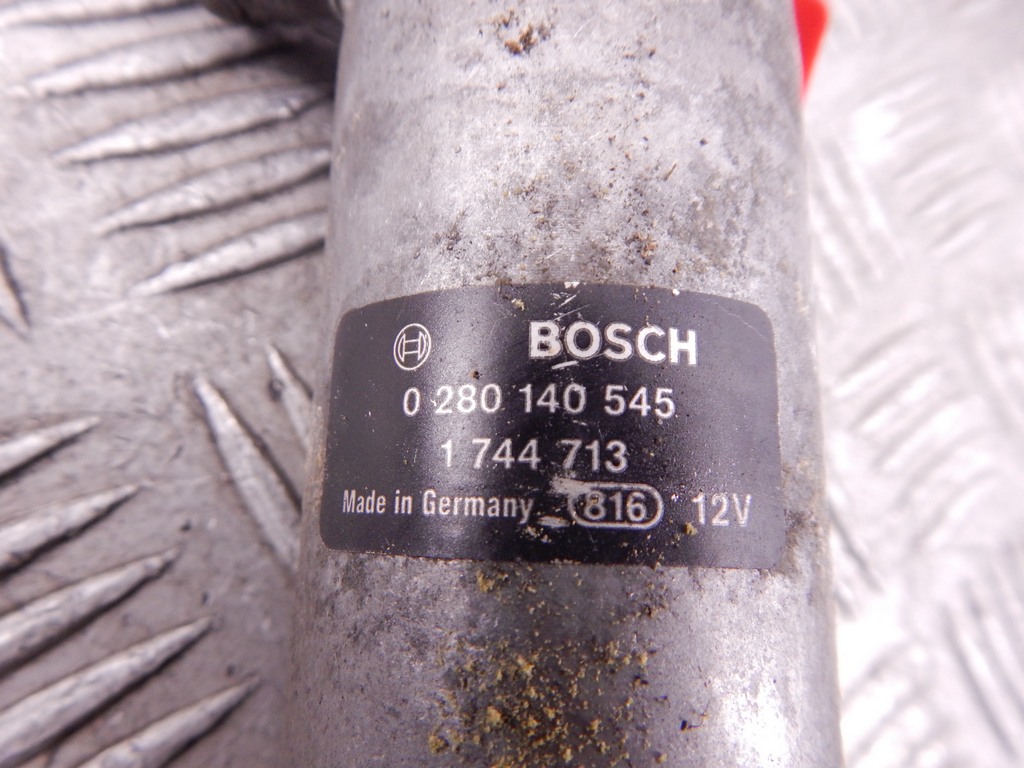 BOSCH
0 280 140 545
1 744 713
Made in Germany 816 12V